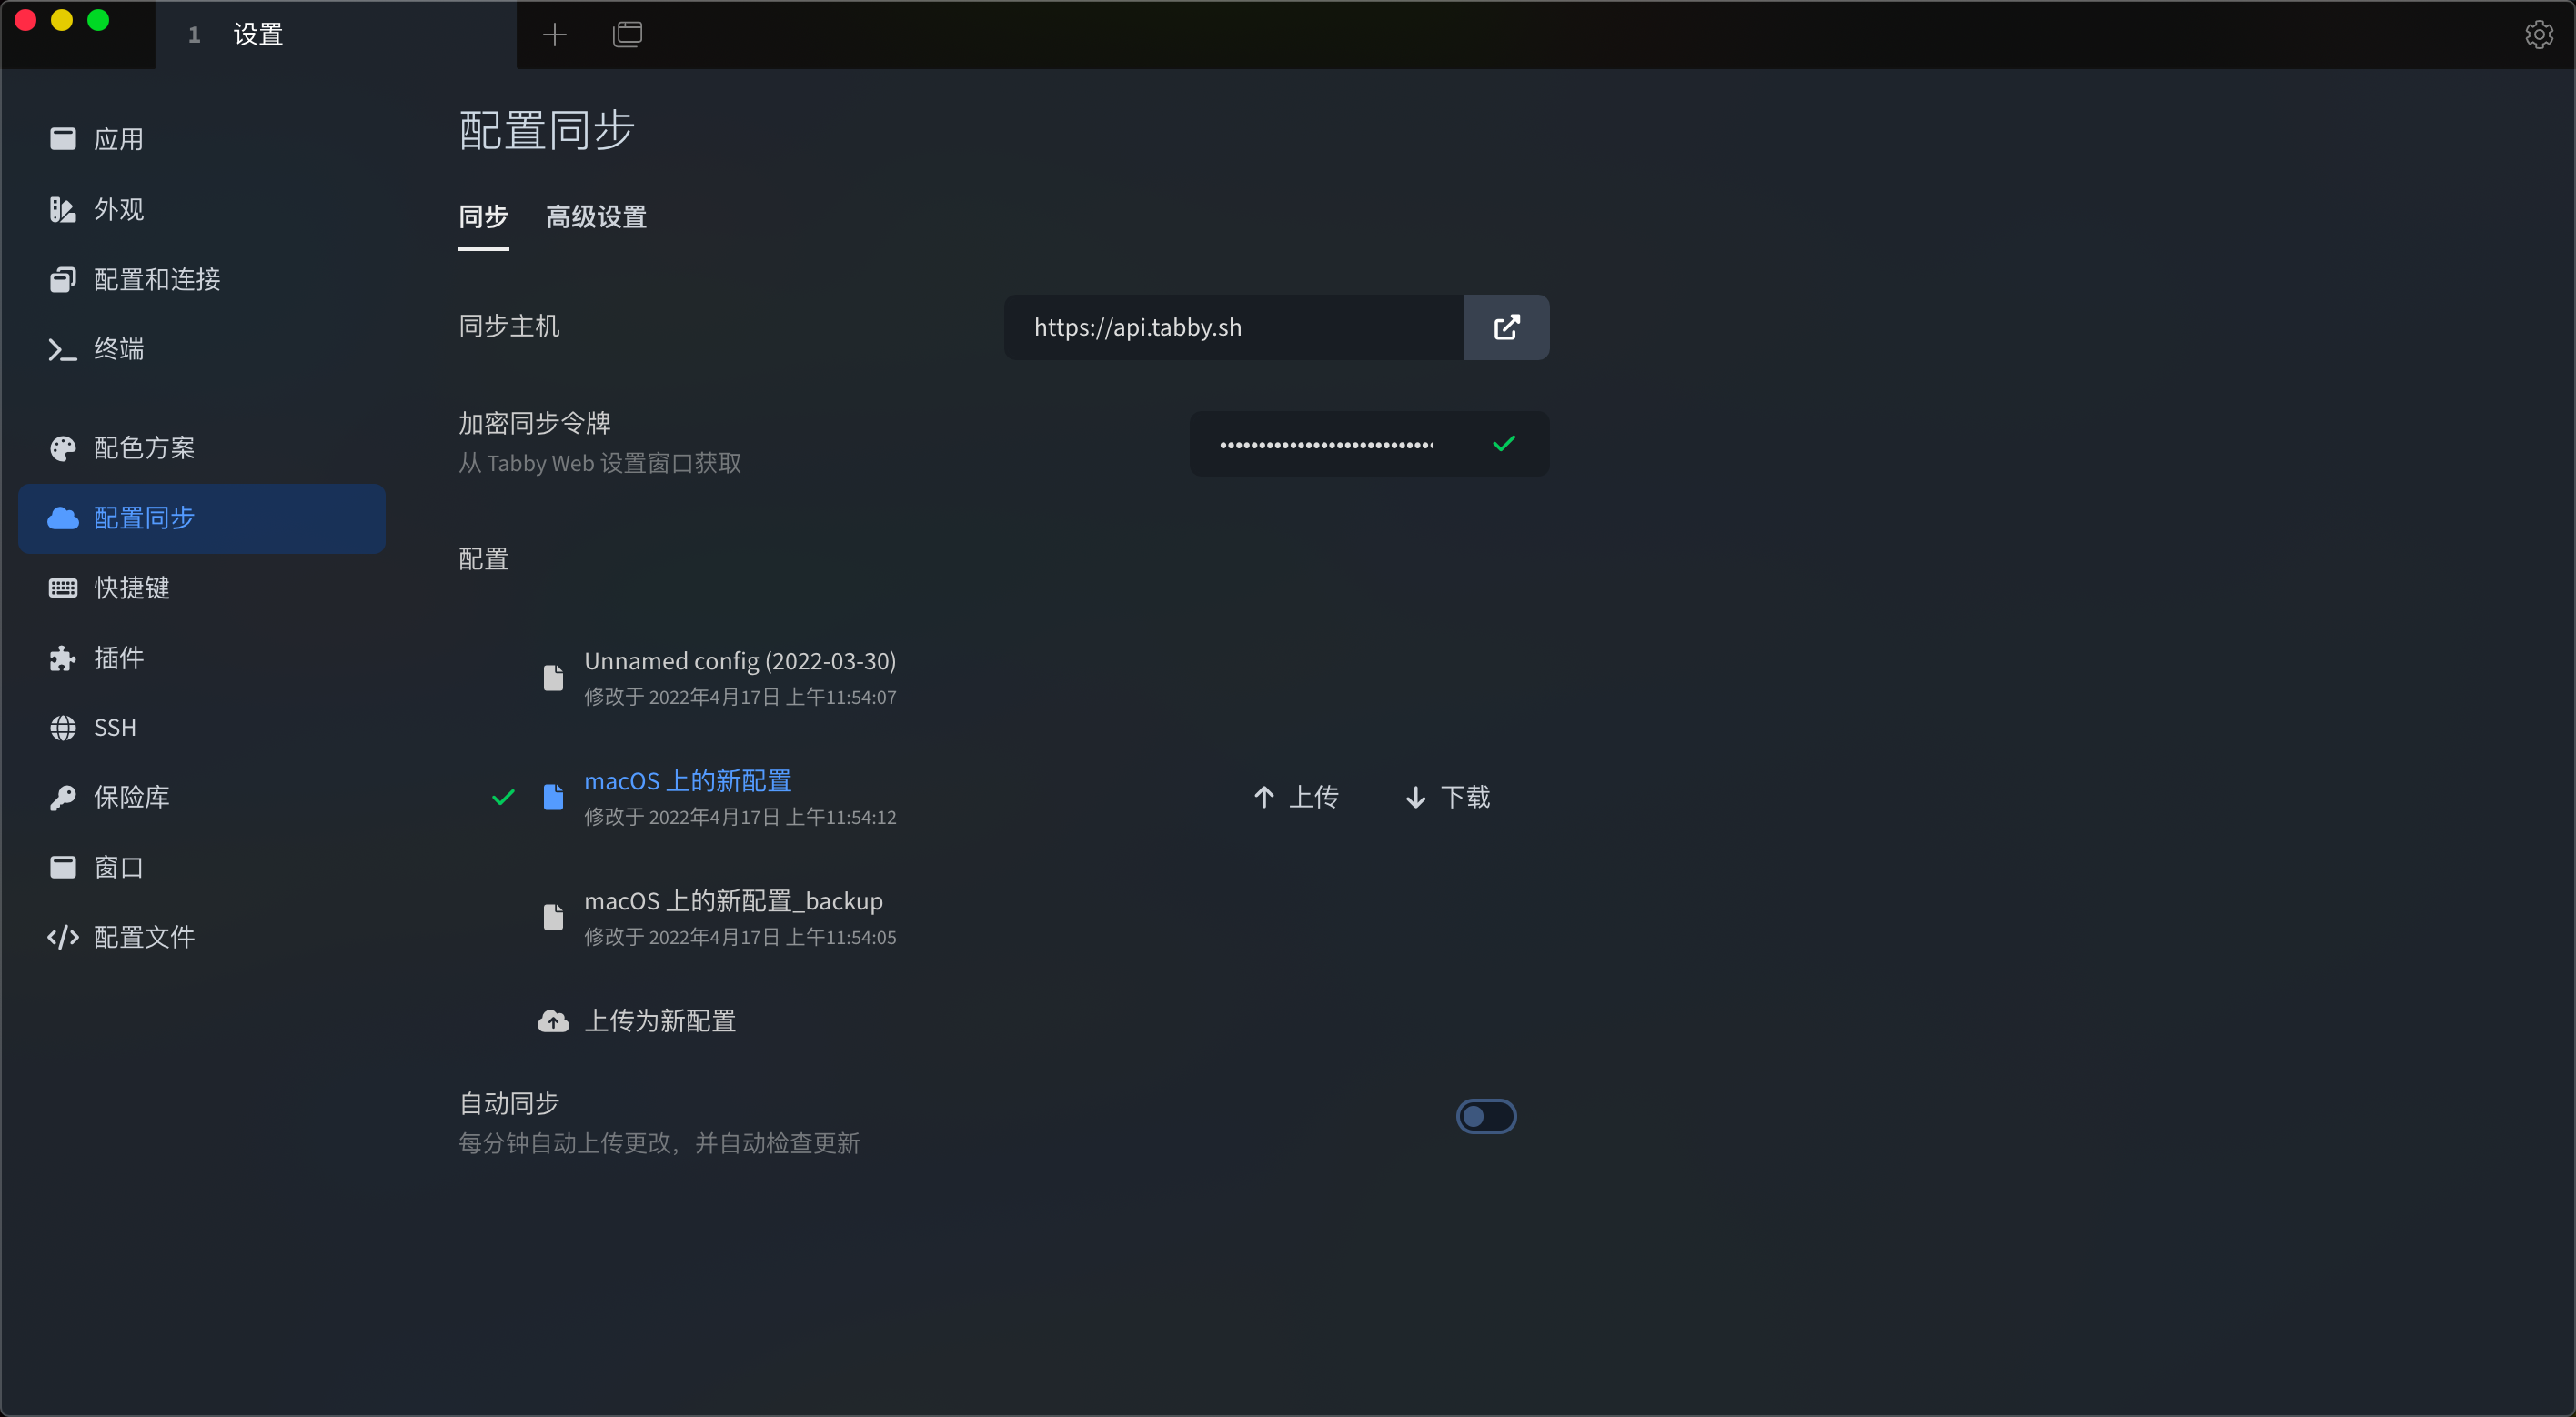 1 设置
应用
外观
配置和连接
终端
配色方案
配置同步
快捷键
插件
SSH
保险库
窗口
配置文件
配置同步
同步 高级设置
同步主机 https://api.tabby.sh
加密同步令牌
从 Tabby Web 设置窗口获取
配置
Unnamed config (2022-03-30)
修改于 2022年4月17日 上午11:54:07
macOS 上的新配置
修改于 2022年4月17日 上午11:54:12
上传 下载
macOS 上的新配置_backup
修改于 2022年4月17日 上午11:54:05
上传为新配置
自动同步
每分钟自动上传更改，并自动检查更新